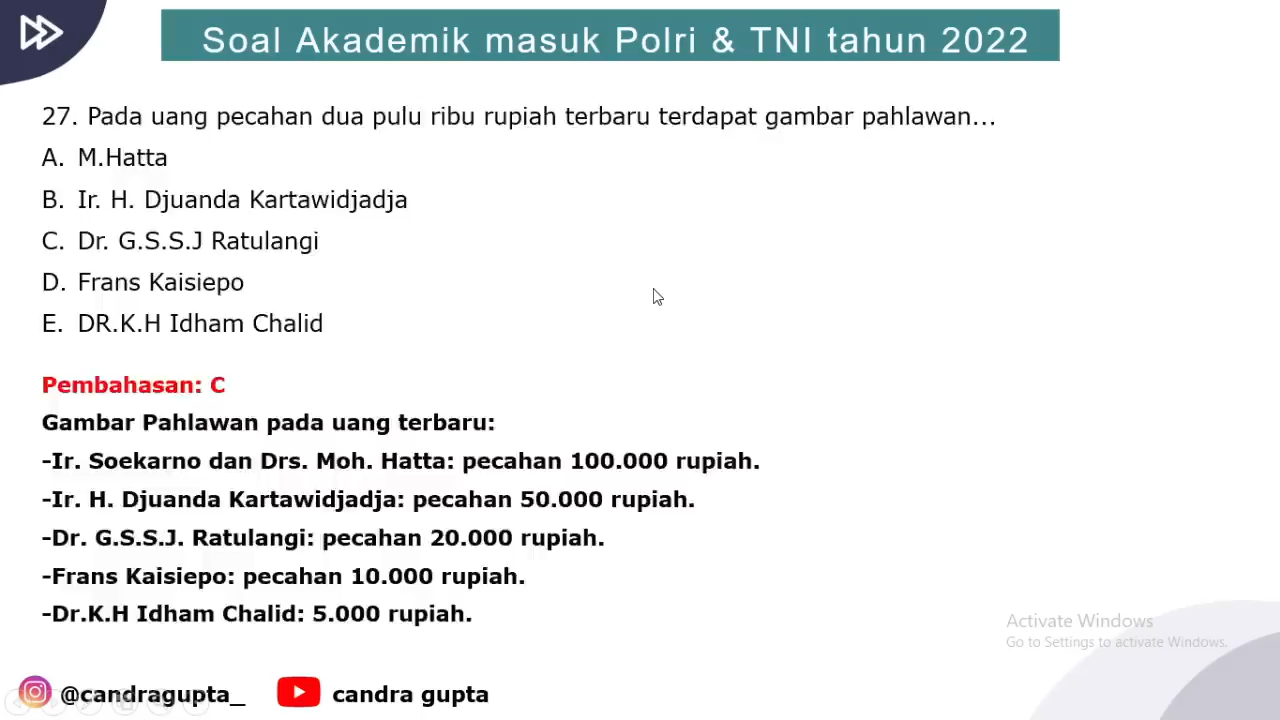 Soal Akademik masuk Polri & TNI tahun 2022
27. Pada uang pecahan dua pulu ribu rupiah terbaru terdapat gambar pahlawan...
A. M.Hatta
B. Ir. H. Djuanda Kartawidjadja
C. Dr. G.S.S.J Ratulangi
D. Frans Kaisiepo
E. DR.K.H Idham Chalid
Pembahasan: C
Gambar Pahlawan pada uang terbaru:
-Ir. Soekarno dan Drs. Moh. Hatta: pecahan 100.000 rupiah.
-Ir. H. Djuanda Kartawidjadja: pecahan 50.000 rupiah.
-Dr. G.S.S.J. Ratulangi: pecahan 20.000 rupiah.
-Frans Kaisiepo: pecahan 10.000 rupiah.
-Dr.K.H Idham Chalid: 5.000 rupiah.
Activate Windows
Go to Settings to activate Windows.
@candragupta_ candra gupta